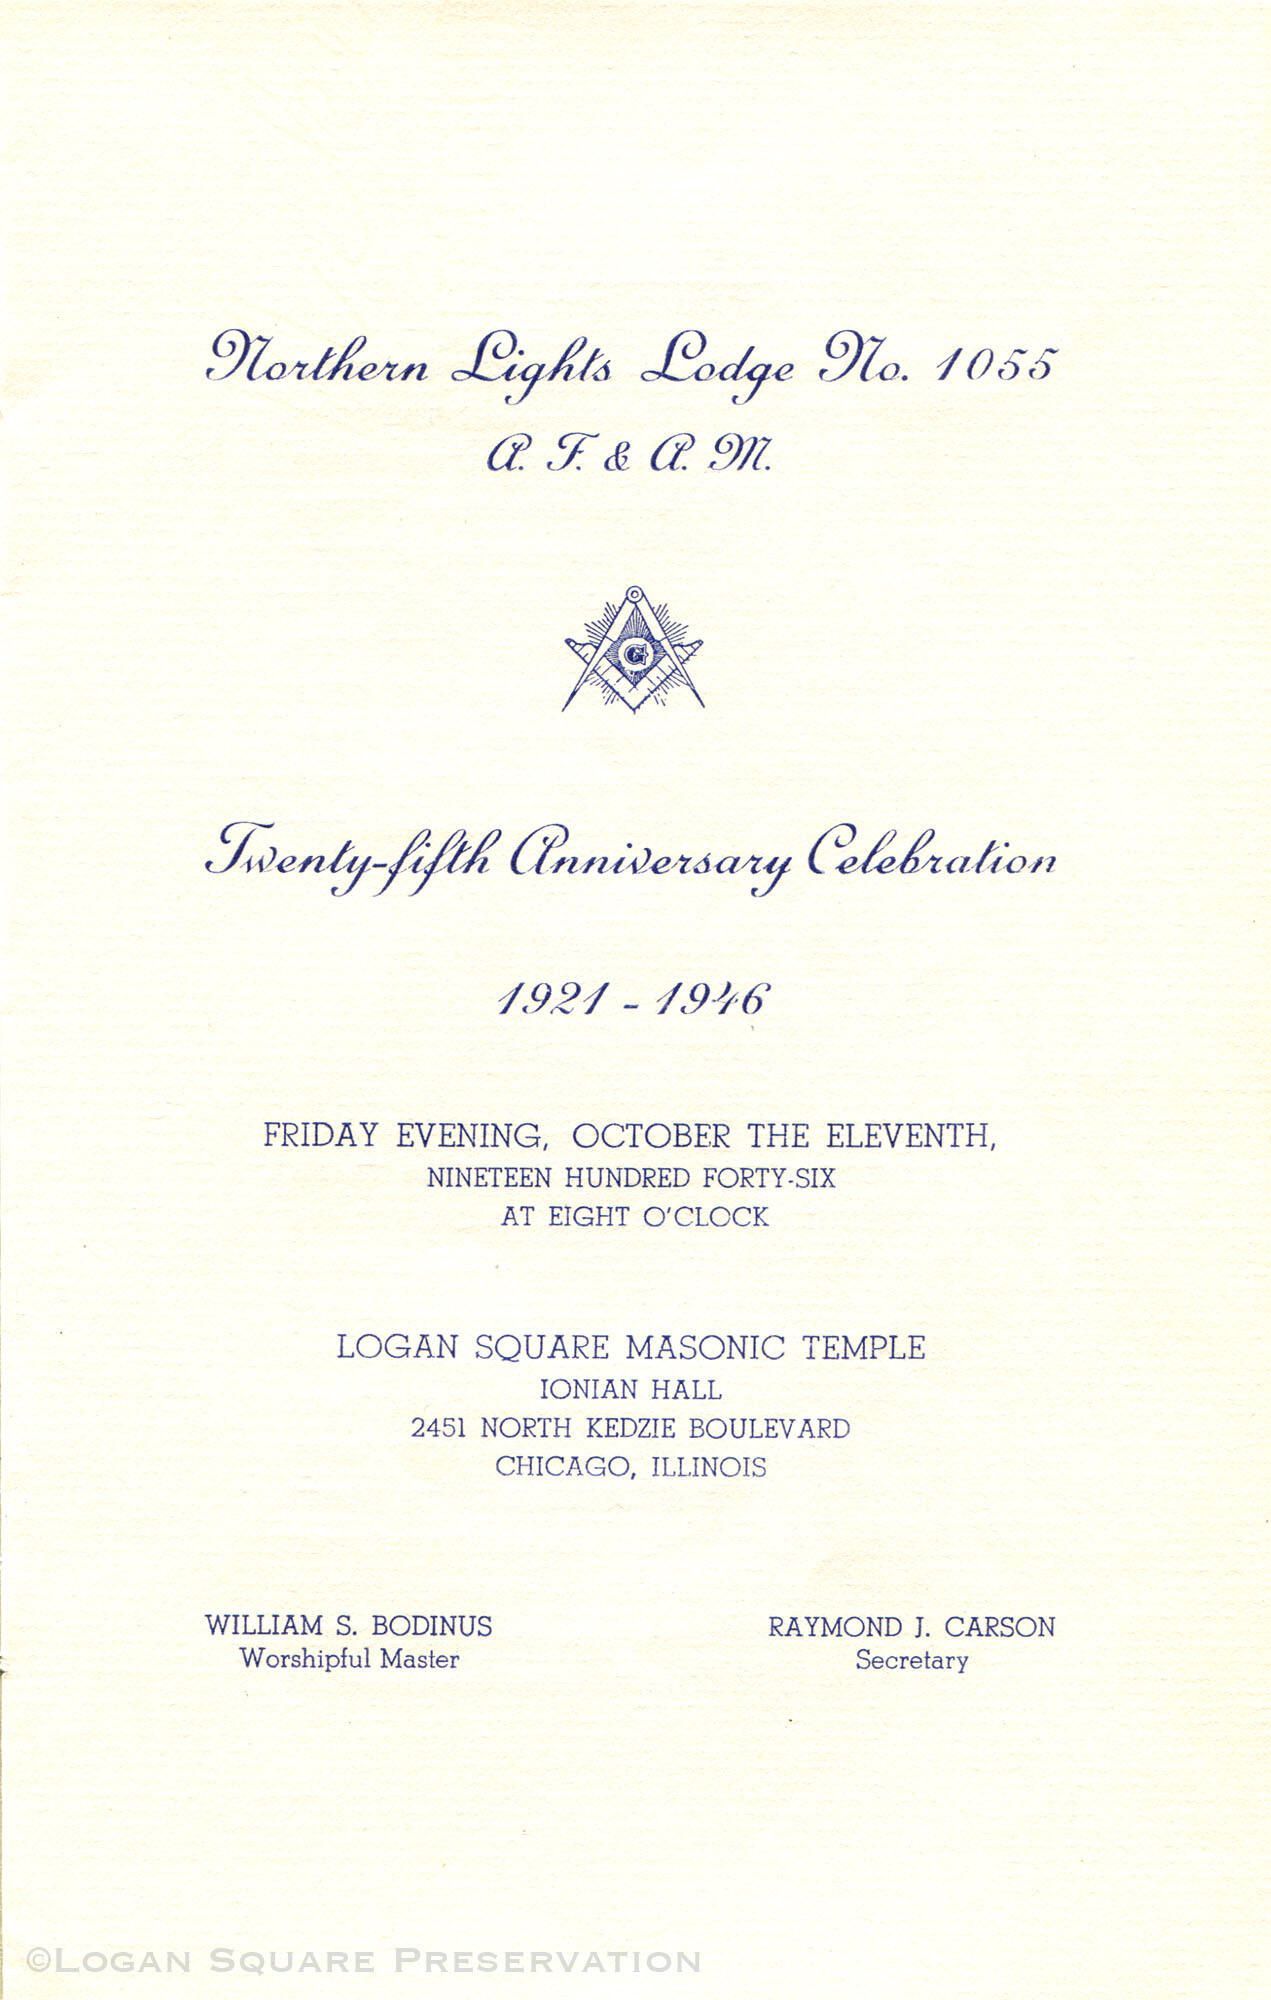 Northern Lights Lodge No. 1055
A. F. & A. M.
G
Twenty-fifth Anniversary Celebration
1921 - 1946
FRIDAY EVENING, OCTOBER THE ELEVENTH,
NINETEEN HUNDRED FORTY-SIX
AT EIGHT O'CLOCK
LOGAN SQUARE MASONIC TEMPLE
IONIAN HALL
2451 NORTH KEDZIE BOULEVARD
CHICAGO, ILLINOIS
WILLIAM S. BODINUS
Worshipful Master
RAYMOND J. CARSON
Secretary
©LOGAN SQUARE PRESERVATION